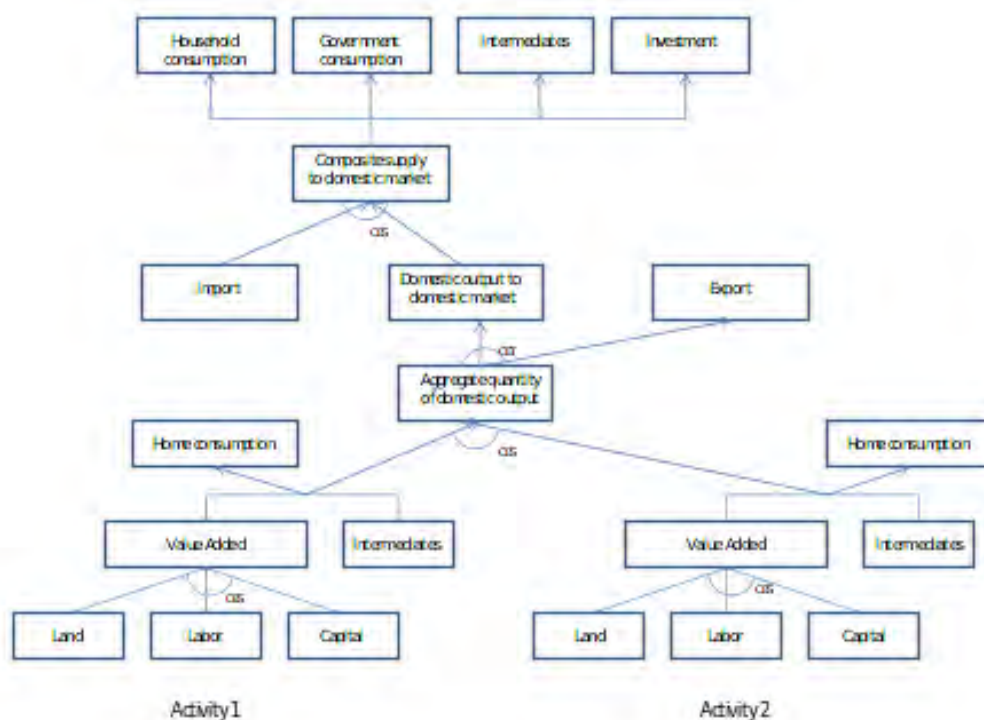 Household
consumption
Government
consumption
Intermediates
Investment
Composite supply
to domestic market
CES
Import
Domestic output to
domestic market
Export
CET
Aggregate quantity
of domestic output
CES
Home consumption
Home consumption
Value Added
Intermediates
Value Added
Intermediates
CES
CES
Land
Labor
Capital
Land
Labor
Capital
Activity 1
Activity 2